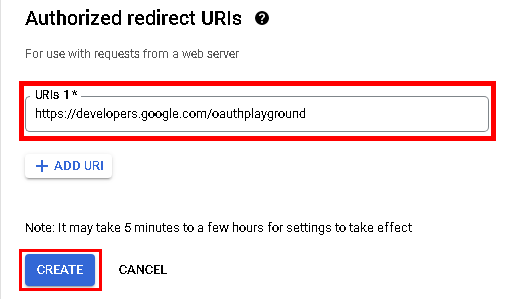 Authorized redirect URIs ?
For use with requests from a web server
URIs 1 *
https://developers.google.com/oauthplayground
+ ADD URI
Note: It may take 5 minutes to a few hours for settings to take effect
CREATE CANCEL